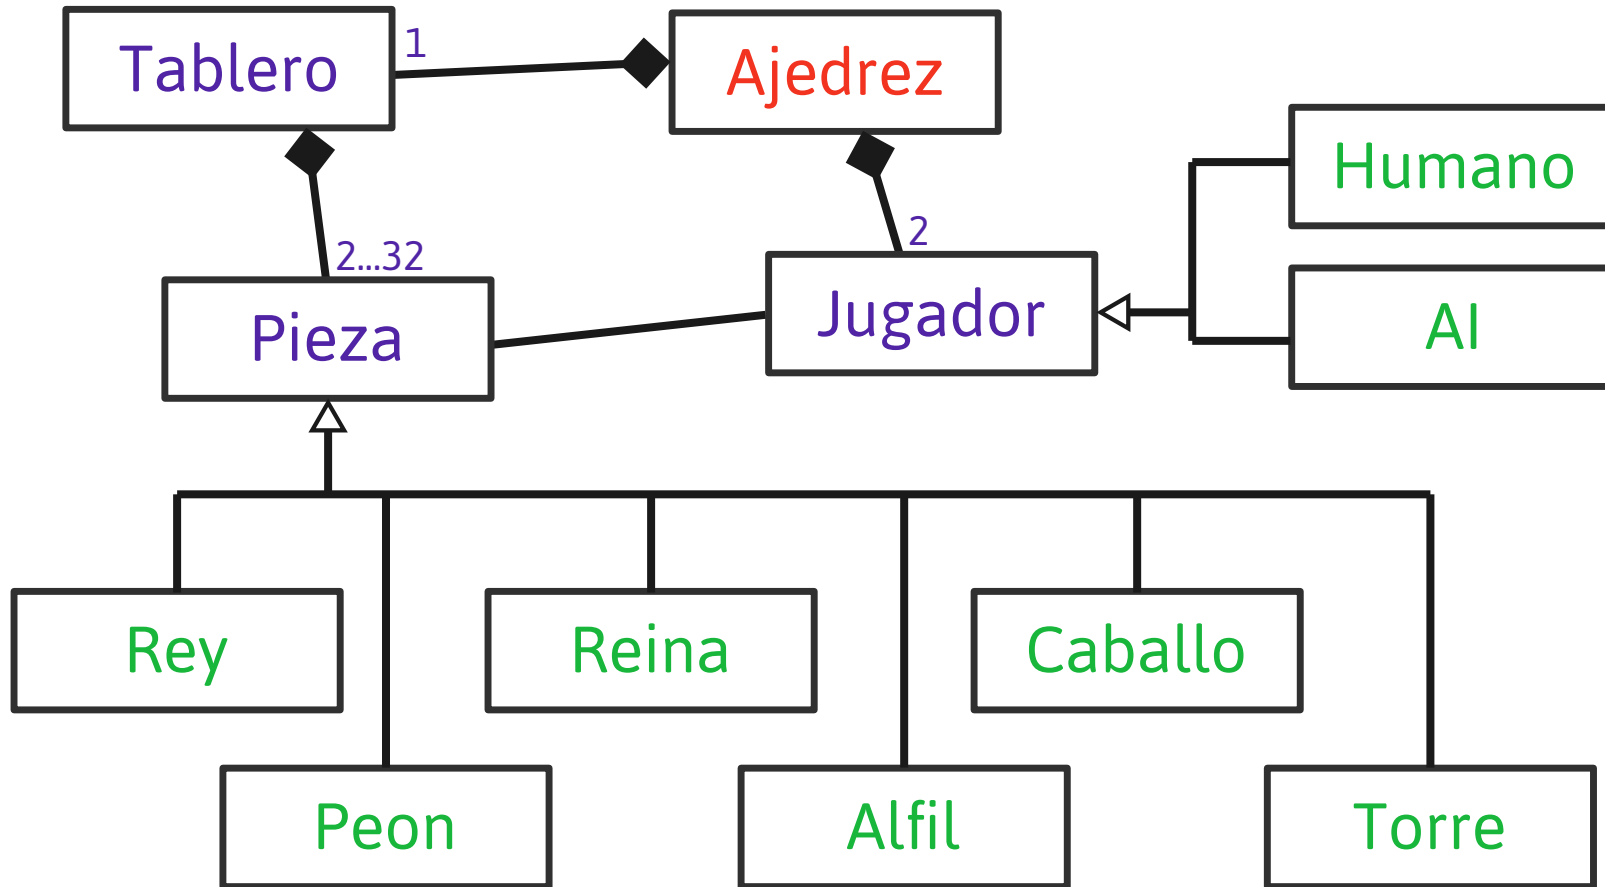 Tablero
1
Ajedrez
Humano
2...32
2
Pieza
Jugador
AI
Rey
Reina
Caballo
Peon
Alfil
Torre